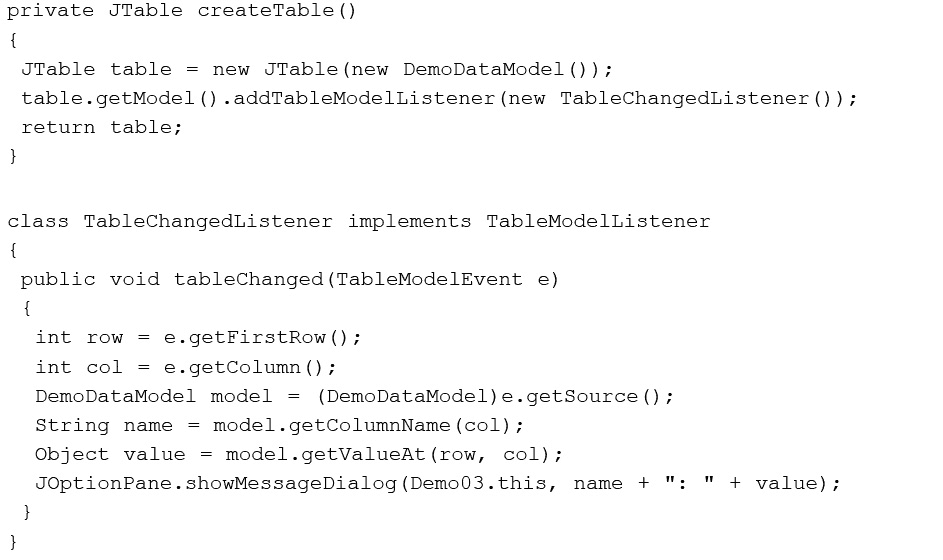 private JTable createTable()
{
 JTable table = new JTable(new DemoDataModel());
 table.getModel().addTableModelListener(new TableChangedListener());
 return table;
}

class TableChangedListener implements TableModelListener
{
 public void tableChanged(TableModelEvent e)
 {
  int row = e.getFirstRow();
  int col = e.getColumn();
  DemoDataModel model = (DemoDataModel)e.getSource();
  String name = model.getColumnName(col);
  Object value = model.getValueAt(row, col);
  JOptionPane.showMessageDialog(Demo03.this, name + ": " + value);
 }
}